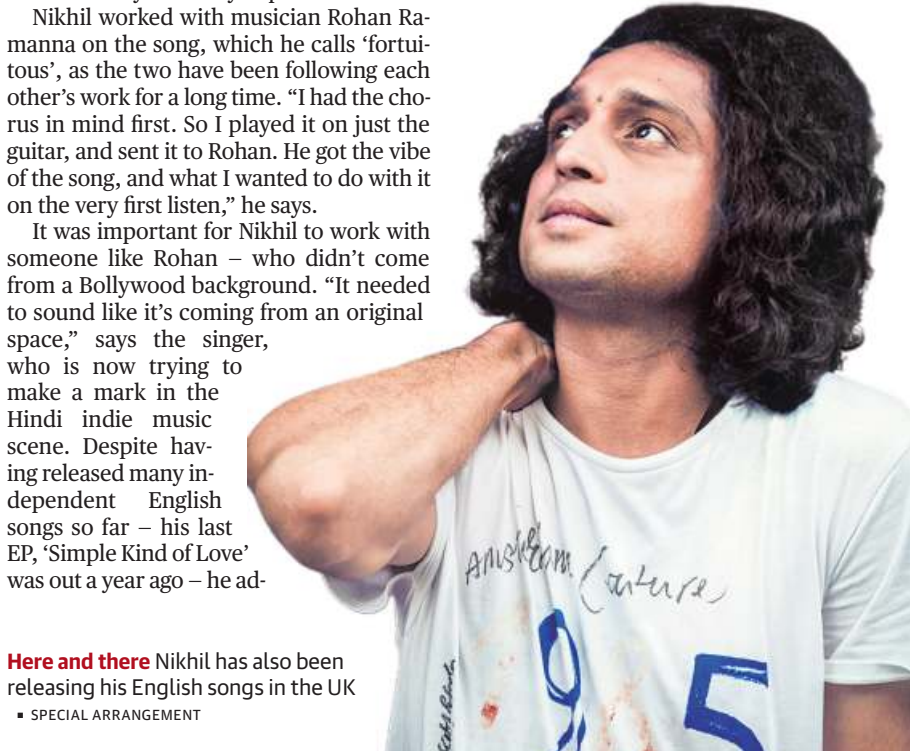 Nikhil worked with musician Rohan Ra-
manna on the song, which he calls ‘fortui-
tous’, as the two have been following each
other’s work for a long time. “I had the cho-
rus in mind first. So I played it on just the
guitar, and sent it to Rohan. He got the vibe
of the song, and what I wanted to do with it
on the very first listen,” he says.
It was important for Nikhil to work with
someone like Rohan – who didn’t come
from a Bollywood background. “It needed
to sound like it’s coming from an original
space,” says the singer,
who is now trying to
make a mark in the
Hindi indie music
scene. Despite hav-
ing released many in-
dependent English
songs so far – his last
EP, ‘Simple Kind of Love’
was out a year ago – he ad-
Here and there Nikhil has also been
releasing his English songs in the UK
▪ SPECIAL ARRANGEMENT
95